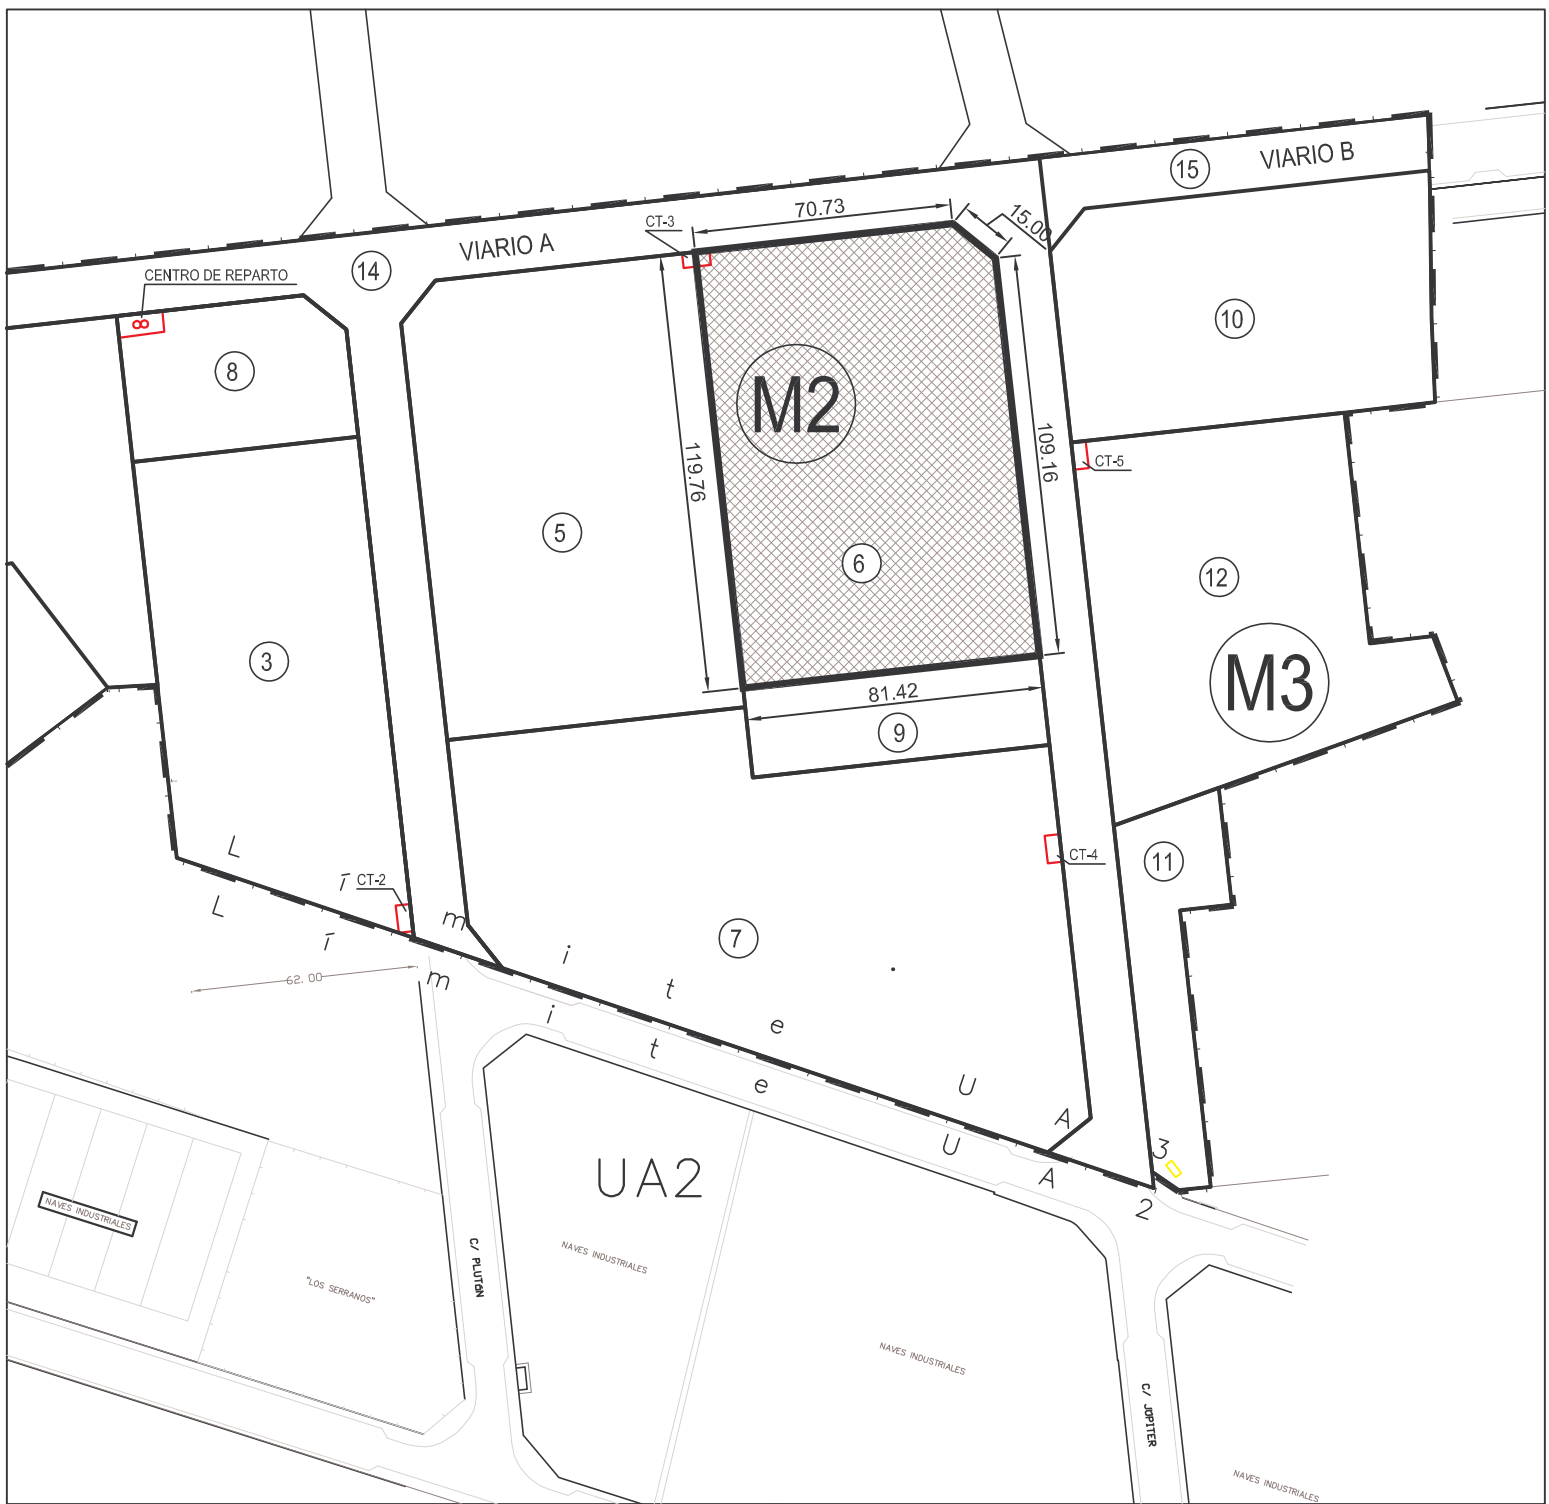 15
VIARIO B
70.73
15.00
CT-3
VIARIO A
14
CENTRO DE REPARTO
8
10
8
M2
119.76
109.16
CT-5
5
6
12
3
M3
81.42
9
CT-4
11
L ī m i t e U A 3
CT-2
7
L ī m i t e U A 2
62.00
UA2
NAVES INDUSTRIALES
NAVES INDUSTRIALES
"LOS SERRANOS"
C/ PLUTóN
NAVES INDUSTRIALES
C/ JúPITER
NAVES INDUSTRIALES